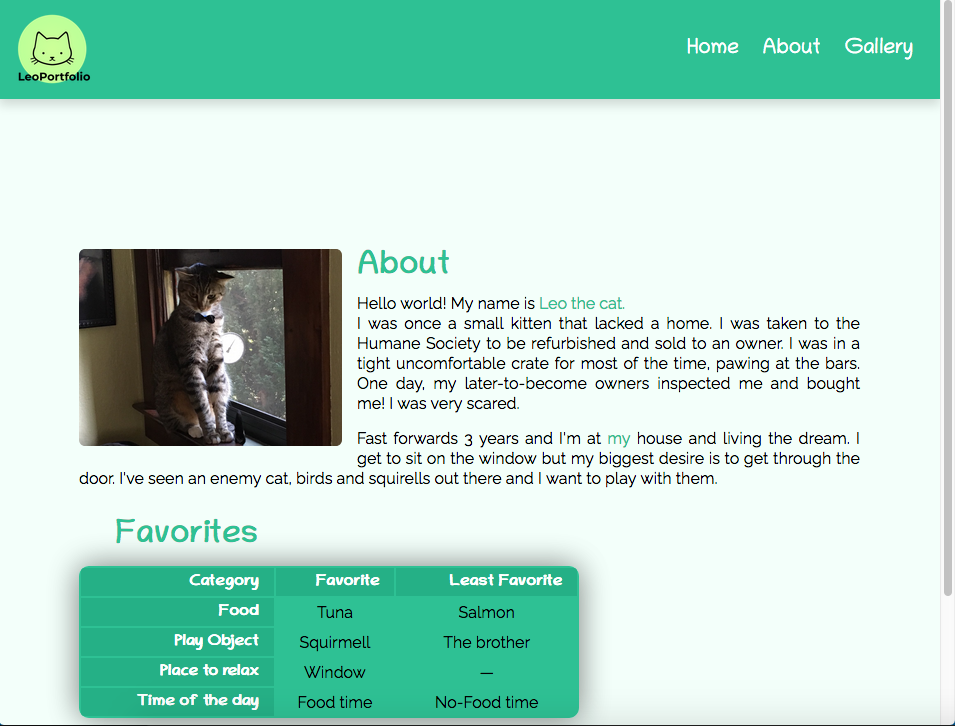 LeoPortfolio
Home About Gallery
About
Hello world! My name is Leo the cat.
I was once a small kitten that lacked a home. I was taken to the
Humane Society to be refurbished and sold to an owner. I was in a
tight uncomfortable crate for most of the time, pawing at the bars.
One day, my later-to-become owners inspected me and bought
me! I was very scared.
Fast forwards 3 years and I'm at my house and living the dream. I
get to sit on the window but my biggest desire is to get through the
door. I've seen an enemy cat, birds and squirells out there and I want to play with them.
Favorites
Category Favorite Least Favorite
Food Tuna Salmon
Play Object Squirmell The brother
Place to relax Window —
Time of the day Food time No-Food time